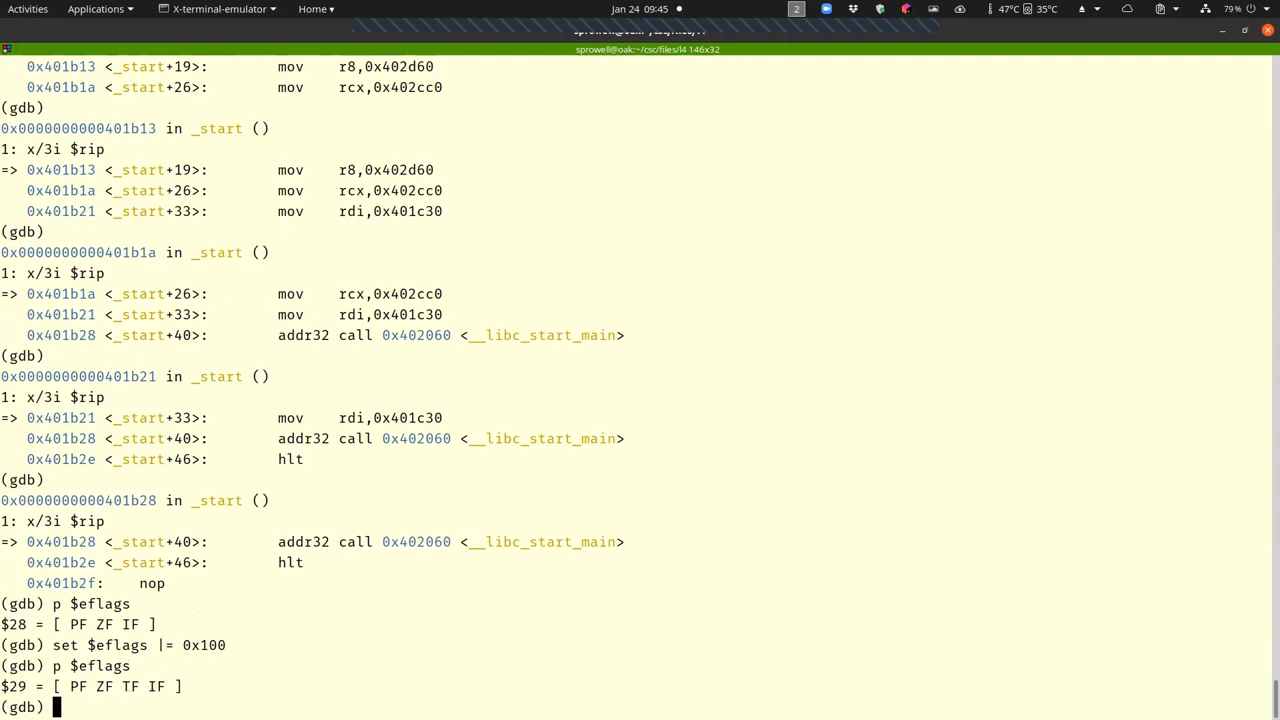 Activities Applications X-terminal-emulator Home Jan 24 09:45 2 47°C 35°C 79%
sprowell@oak:~/csc/files/l4 146x32
0x401b13 <_start+19>: mov r8,0x402d60
0x401b1a <_start+26>: mov rcx,0x402cc0
(gdb)
0x0000000000401b13 in _start ()
1: x/3i $rip
=> 0x401b13 <_start+19>: mov r8,0x402d60
0x401b1a <_start+26>: mov rcx,0x402cc0
0x401b21 <_start+33>: mov rdi,0x401c30
(gdb)
0x0000000000401b1a in _start ()
1: x/3i $rip
=> 0x401b1a <_start+26>: mov rcx,0x402cc0
0x401b21 <_start+33>: mov rdi,0x401c30
0x401b28 <_start+40>: addr32 call 0x402060 <__libc_start_main>
(gdb)
0x0000000000401b21 in _start ()
1: x/3i $rip
=> 0x401b21 <_start+33>: mov rdi,0x401c30
0x401b28 <_start+40>: addr32 call 0x402060 <__libc_start_main>
0x401b2e <_start+46>: hlt
(gdb)
0x0000000000401b28 in _start ()
1: x/3i $rip
=> 0x401b28 <_start+40>: addr32 call 0x402060 <__libc_start_main>
0x401b2e <_start+46>: hlt
0x401b2f: nop
(gdb) p $eflags
$28 = [ PF ZF IF ]
(gdb) set $eflags |= 0x100
(gdb) p $eflags
$29 = [ PF ZF TF IF ]
(gdb)